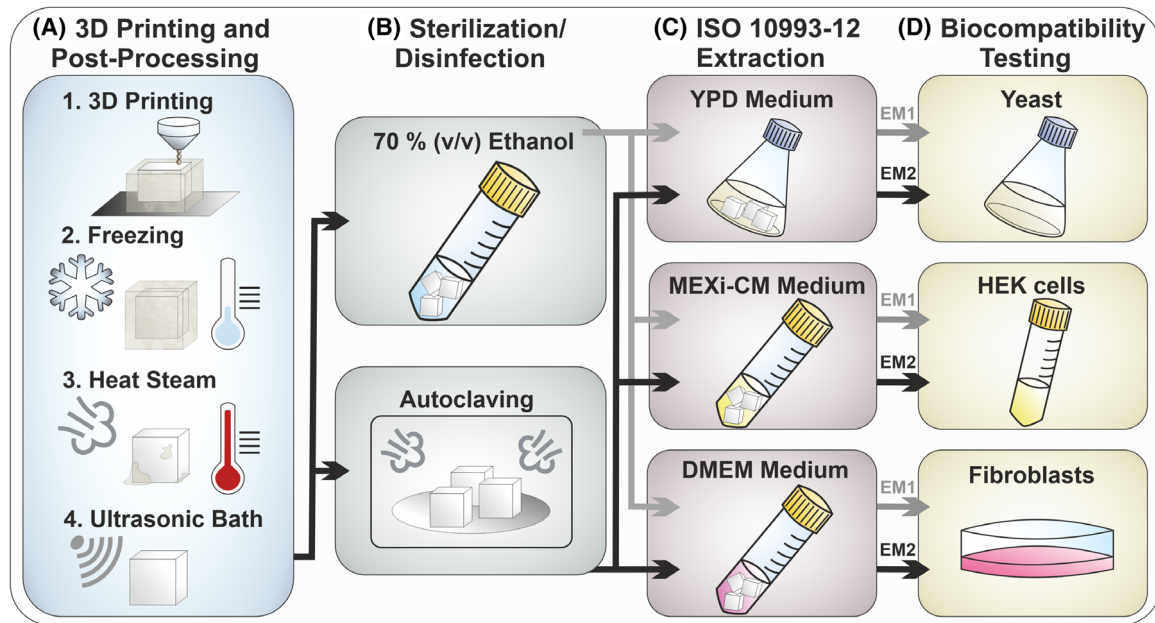 (A) 3D Printing and
Post-Processing
1. 3D Printing
2. Freezing
3. Heat Steam
4. Ultrasonic Bath
(B) Sterilization/
Disinfection
70 % (v/v) Ethanol
Autoclaving
(C) ISO 10993-12
Extraction
YPD Medium
MEXi-CM Medium
DMEM Medium
EM1
EM2
EM1
EM2
EM1
EM2
(D) Biocompatibility
Testing
Yeast
HEK cells
Fibroblasts